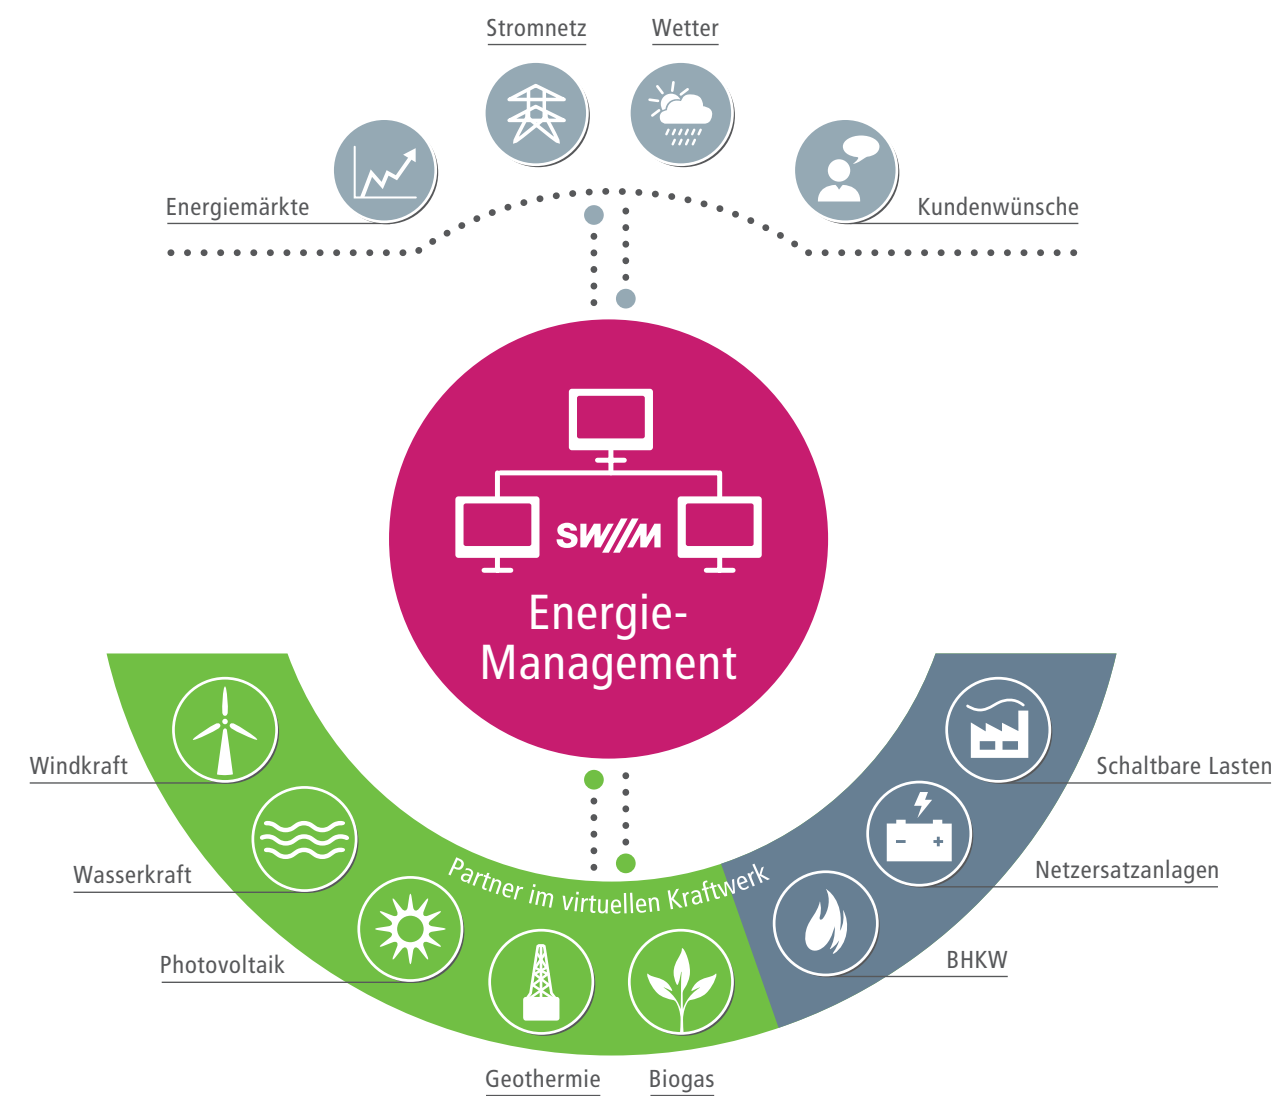 Stromnetz
Wetter
Energiemärkte
Kundenwünsche
SW//M
Energie-
Management
Windkraft
Schaltbare Lasten
Wasserkraft
Netzersatzanlagen
Partner im virtuellen Kraftwerk
Photovoltaik
BHKW
Geothermie
Biogas